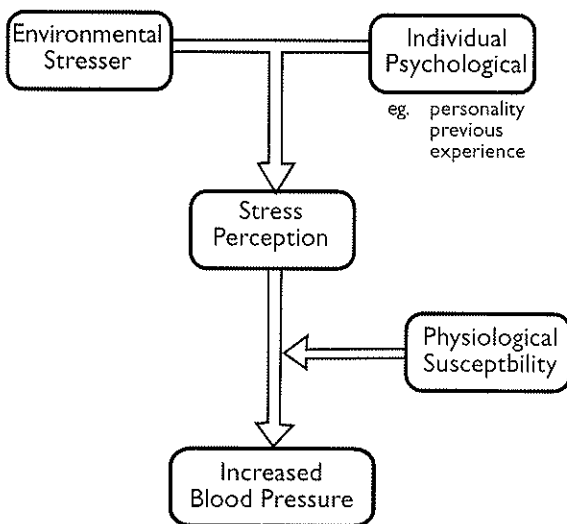 Environmental
Stresser
Individual
Psychological
eg. personality
previous
experience
Stress
Perception
Physiological
Susceptbility
Increased
Blood Pressure